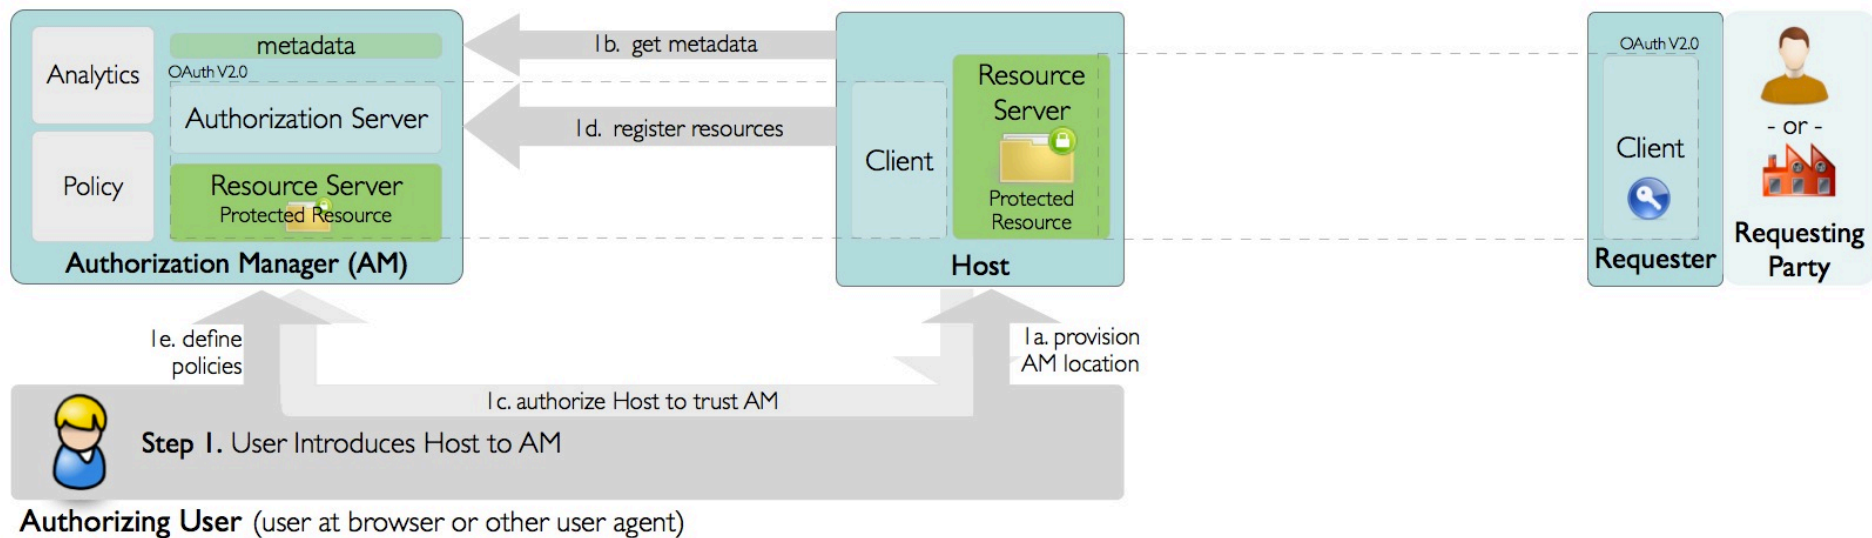 metadata
Analytics
OAuth V2.0
Authorization Server
Policy
Resource Server
Protected Resource
Authorization Manager (AM)
1b. get metadata
1d. register resources
Client
Resource
Server
Protected
Resource
Host
OAuth V2.0
Client
Requester
- or -
Requesting
Party
1e. define
policies
1c. authorize Host to trust AM
1a. provision
AM location
Step 1. User Introduces Host to AM
Authorizing User (user at browser or other user agent)